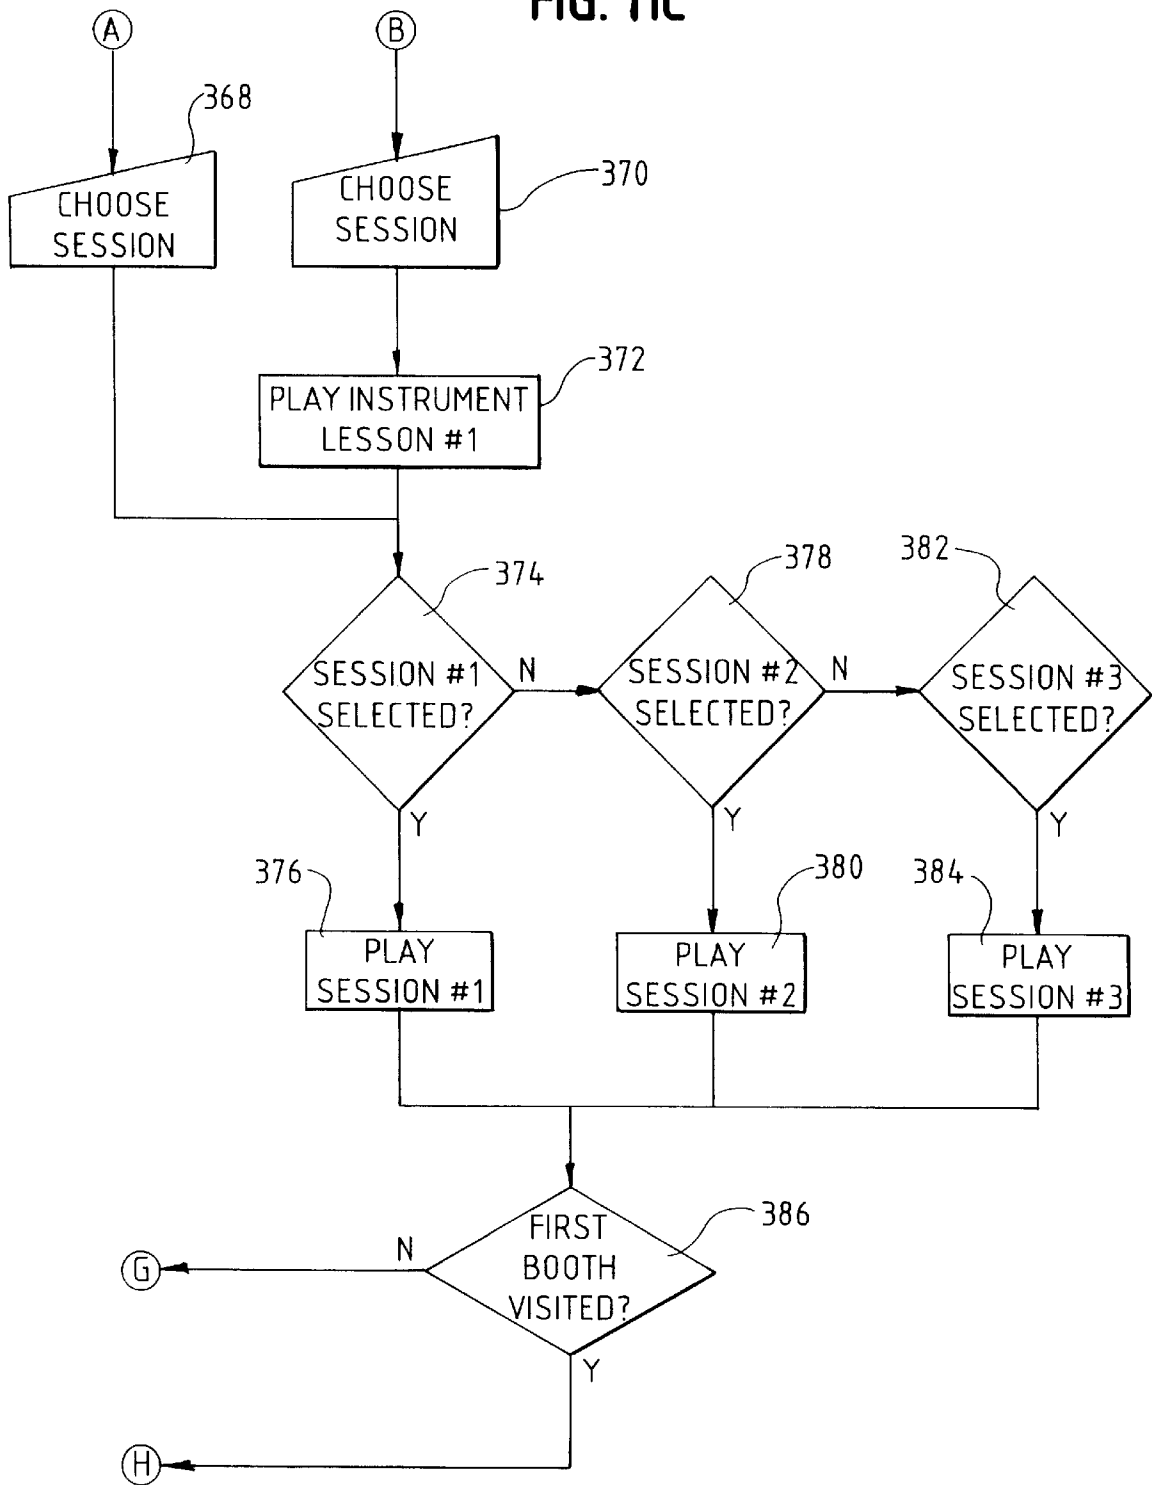 FIG. 11C
A
B
368
CHOOSE
SESSION
370
CHOOSE
SESSION
372
PLAY INSTRUMENT
LESSON #1
374
SESSION #1
SELECTED?
N
Y
378
SESSION #2
SELECTED?
N
Y
382
SESSION #3
SELECTED?
Y
376
PLAY
SESSION #1
380
PLAY
SESSION #2
384
PLAY
SESSION #3
386
FIRST
BOOTH
VISITED?
N
G
Y
H